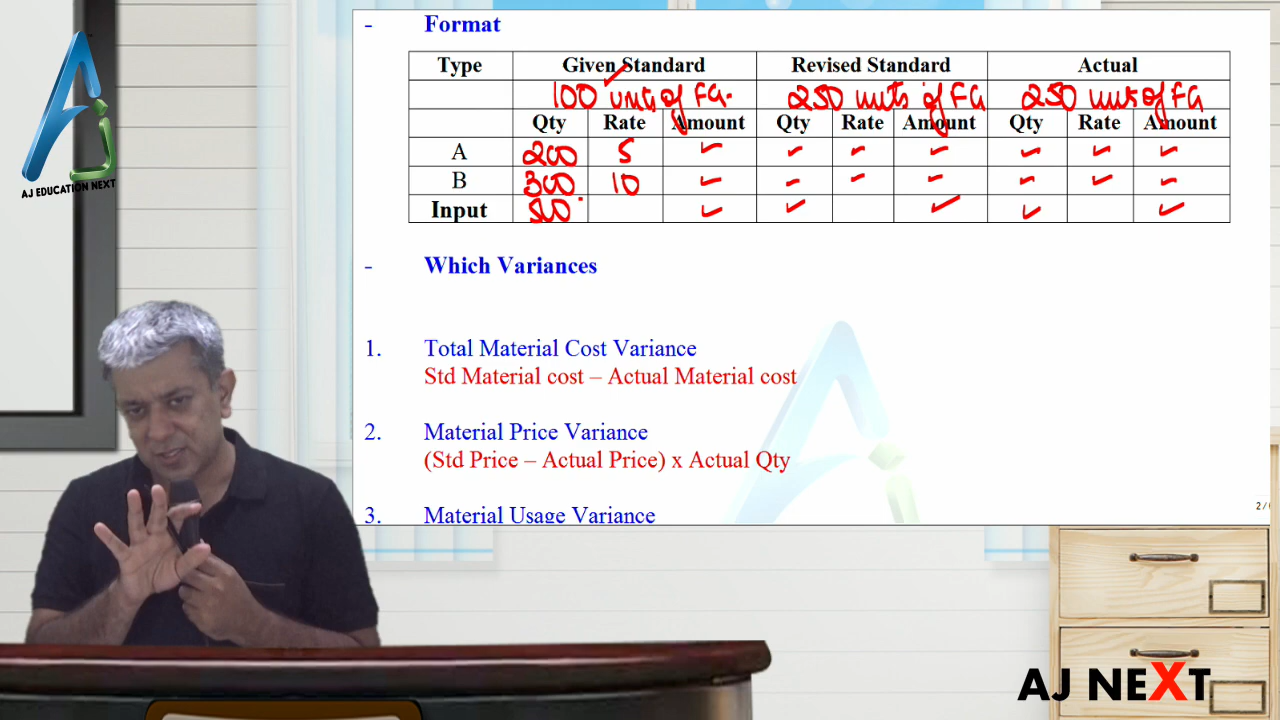 - Format
Type Given Standard Revised Standard Actual
100 units of FG. 250 units of FG 250 units of FG
Qty Rate Amount Qty Rate Amount Qty Rate Amount
A 200 5
B 300 10
Input 500
- Which Variances
1. Total Material Cost Variance
Std Material cost – Actual Material cost
2. Material Price Variance
(Std Price – Actual Price) x Actual Qty
3. Material Usage Variance
AJ EDUCATION NEXT
AJ NEXT